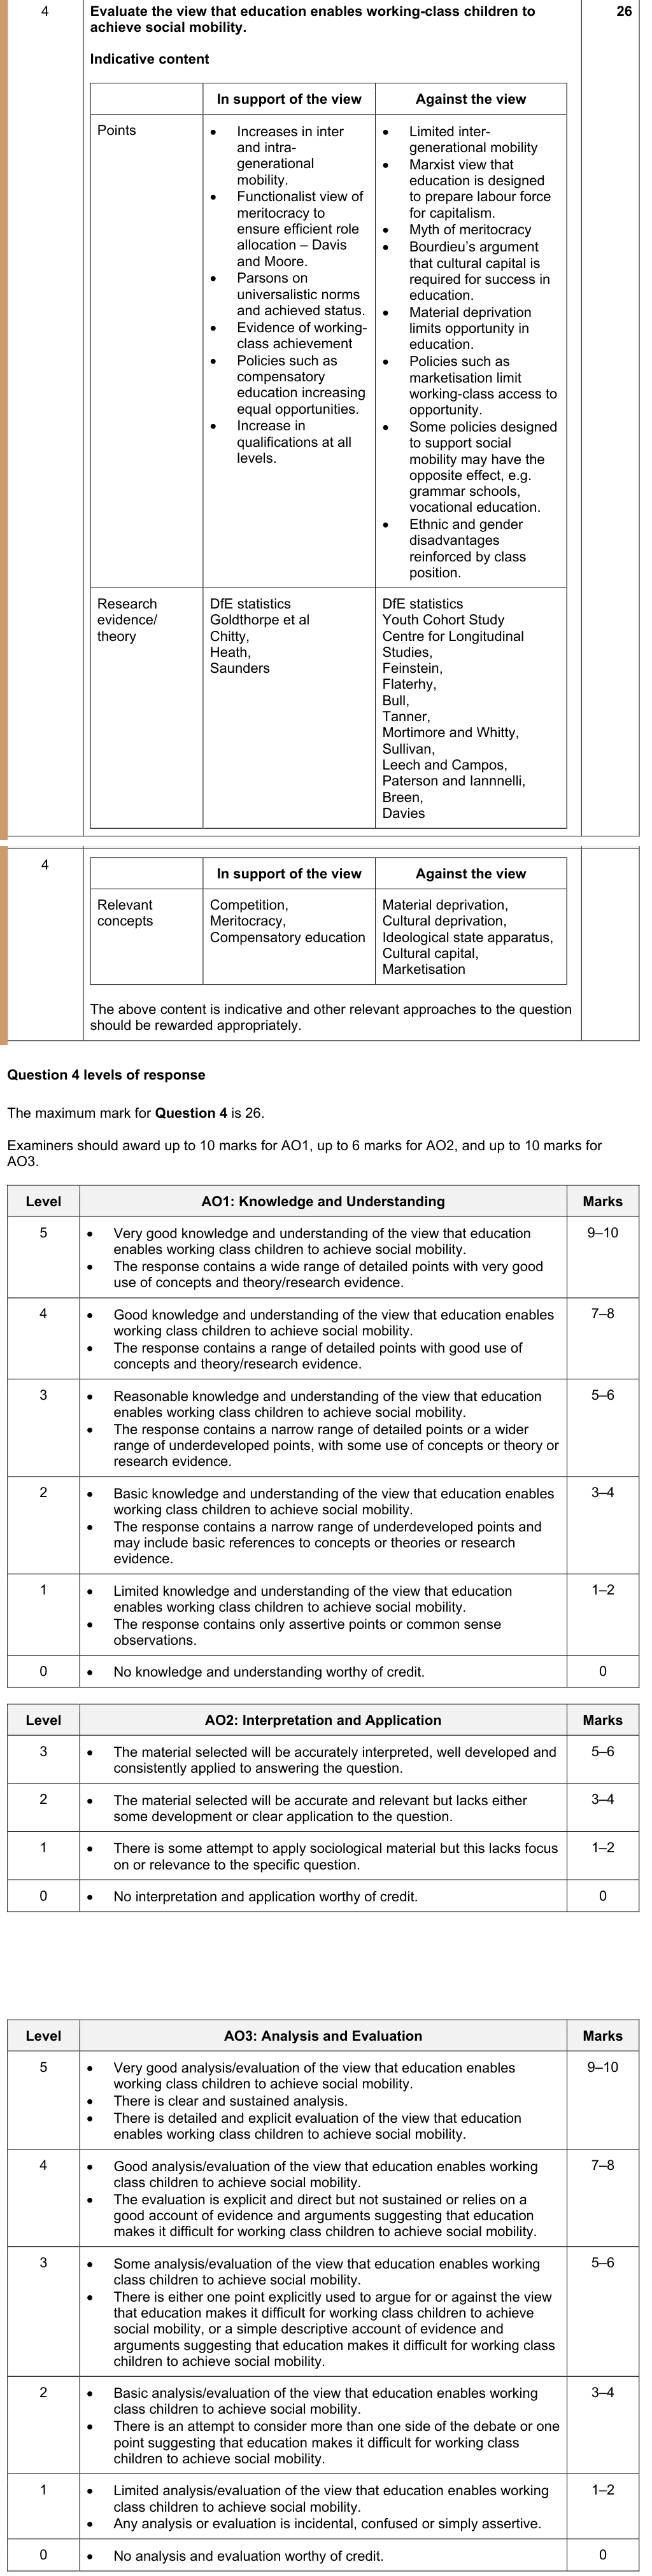 4
Evaluate the view that education enables working-class children to
achieve social mobility.
26
Indicative content
In support of the view
Against the view
Points
• Increases in inter
and intra-
generational
mobility.
• Functionalist view of
meritocracy to
ensure efficient role
allocation – Davis
and Moore.
• Parsons on
universalistic norms
and achieved status.
• Evidence of working-
class achievement
• Policies such as
compensatory
education increasing
equal opportunities.
• Increase in
qualifications at all
levels.
• Limited inter-
generational mobility
• Marxist view that
education is designed
to prepare labour force
for capitalism.
• Myth of meritocracy
• Bourdieu's argument
that cultural capital is
required for success in
education.
• Material deprivation
limits opportunity in
education.
• Policies such as
marketisation limit
working-class access to
opportunity.
• Some policies designed
to support social
mobility may have the
opposite effect, e.g.
grammar schools,
vocational education.
• Ethnic and gender
disadvantages
reinforced by class
position.
Research
evidence/
theory
DfE statistics
Goldthorpe et al
Chitty,
Heath,
Saunders
DfE statistics
Youth Cohort Study
Centre for Longitudinal
Studies,
Feinstein,
Flaterhy,
Bull,
Tanner,
Mortimore and Whitty,
Sullivan,
Leech and Campos,
Paterson and Iannnelli,
Breen,
Davies
4
In support of the view
Against the view
Relevant
concepts
Competition,
Meritocracy,
Compensatory education
Material deprivation,
Cultural deprivation,
Ideological state apparatus,
Cultural capital,
Marketisation
The above content is indicative and other relevant approaches to the question
should be rewarded appropriately.
Question 4 levels of response
The maximum mark for Question 4 is 26.
Examiners should award up to 10 marks for AO1, up to 6 marks for AO2, and up to 10 marks for
AO3.
Level
AO1: Knowledge and Understanding
Marks
5
• Very good knowledge and understanding of the view that education
enables working class children to achieve social mobility.
• The response contains a wide range of detailed points with very good
use of concepts and theory/research evidence.
9–10
4
• Good knowledge and understanding of the view that education enables
working class children to achieve social mobility.
• The response contains a range of detailed points with good use of
concepts and theory/research evidence.
7–8
3
• Reasonable knowledge and understanding of the view that education
enables working class children to achieve social mobility.
• The response contains a narrow range of detailed points or a wider
range of underdeveloped points, with some use of concepts or theory or
research evidence.
5–6
2
• Basic knowledge and understanding of the view that education enables
working class children to achieve social mobility.
• The response contains a narrow range of underdeveloped points and
may include basic references to concepts or theories or research
evidence.
3–4
1
• Limited knowledge and understanding of the view that education
enables working class children to achieve social mobility.
• The response contains only assertive points or common sense
observations.
1–2
0
• No knowledge and understanding worthy of credit.
0
Level
AO2: Interpretation and Application
Marks
3
• The material selected will be accurately interpreted, well developed and
consistently applied to answering the question.
5–6
2
• The material selected will be accurate and relevant but lacks either
some development or clear application to the question.
3–4
1
• There is some attempt to apply sociological material but this lacks focus
on or relevance to the specific question.
1–2
0
• No interpretation and application worthy of credit.
0
Level
AO3: Analysis and Evaluation
Marks
5
• Very good analysis/evaluation of the view that education enables
working class children to achieve social mobility.
• There is clear and sustained analysis.
• There is detailed and explicit evaluation of the view that education
enables working class children to achieve social mobility.
9–10
4
• Good analysis/evaluation of the view that education enables working
class children to achieve social mobility.
• The evaluation is explicit and direct but not sustained or relies on a
good account of evidence and arguments suggesting that education
makes it difficult for working class children to achieve social mobility.
7–8
3
• Some analysis/evaluation of the view that education enables working
class children to achieve social mobility.
• There is either one point explicitly used to argue for or against the view
that education makes it difficult for working class children to achieve
social mobility, or a simple descriptive account of evidence and
arguments suggesting that education makes it difficult for working class
children to achieve social mobility.
5–6
2
• Basic analysis/evaluation of the view that education enables working
class children to achieve social mobility.
• There is an attempt to consider more than one side of the debate or one
point suggesting that education makes it difficult for working class
children to achieve social mobility.
3–4
1
• Limited analysis/evaluation of the view that education enables working
class children to achieve social mobility.
• Any analysis or evaluation is incidental, confused or simply assertive.
1–2
0
• No analysis and evaluation worthy of credit.
0